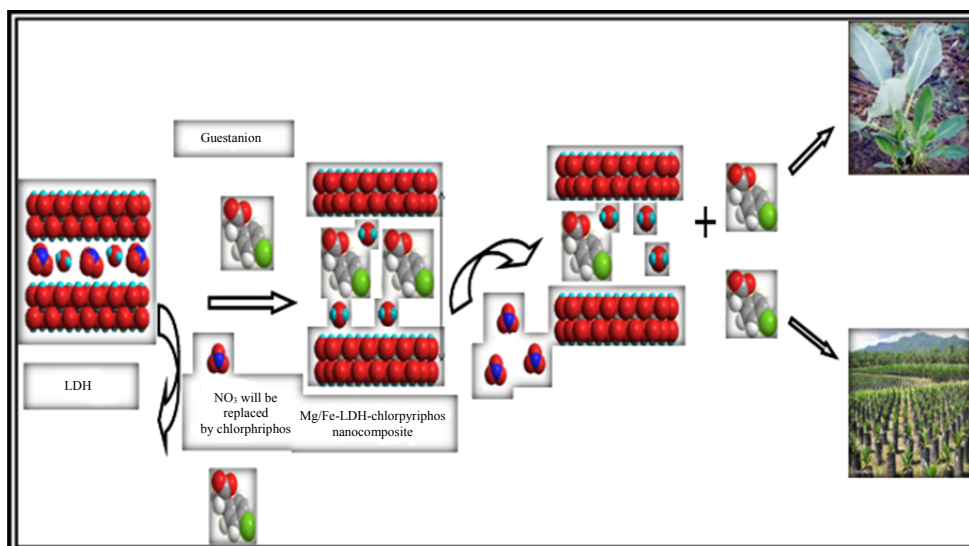 Guestanion
LDH
NO₃ will be
replaced
by chlorphriphos
Mg/Fe-LDH-chlorpyriphos
nanocomposite
+